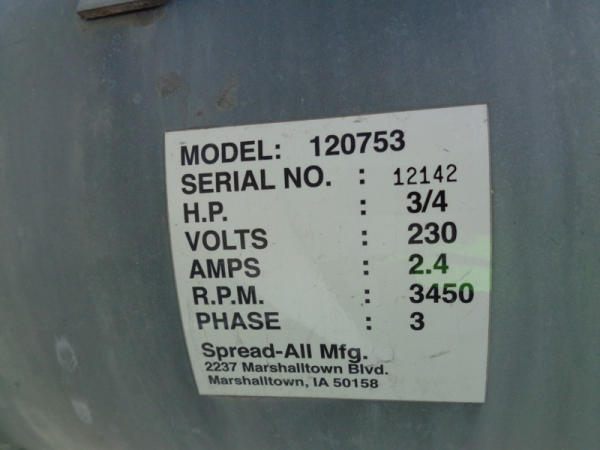 MODEL: 120753
SERIAL NO. : 12142
H.P. : 3/4
VOLTS : 230
AMPS : 2.4
R.P.M. : 3450
PHASE : 3
Spread-All Mfg.
2237 Marshalltown Blvd.
Marshalltown, IA 50158